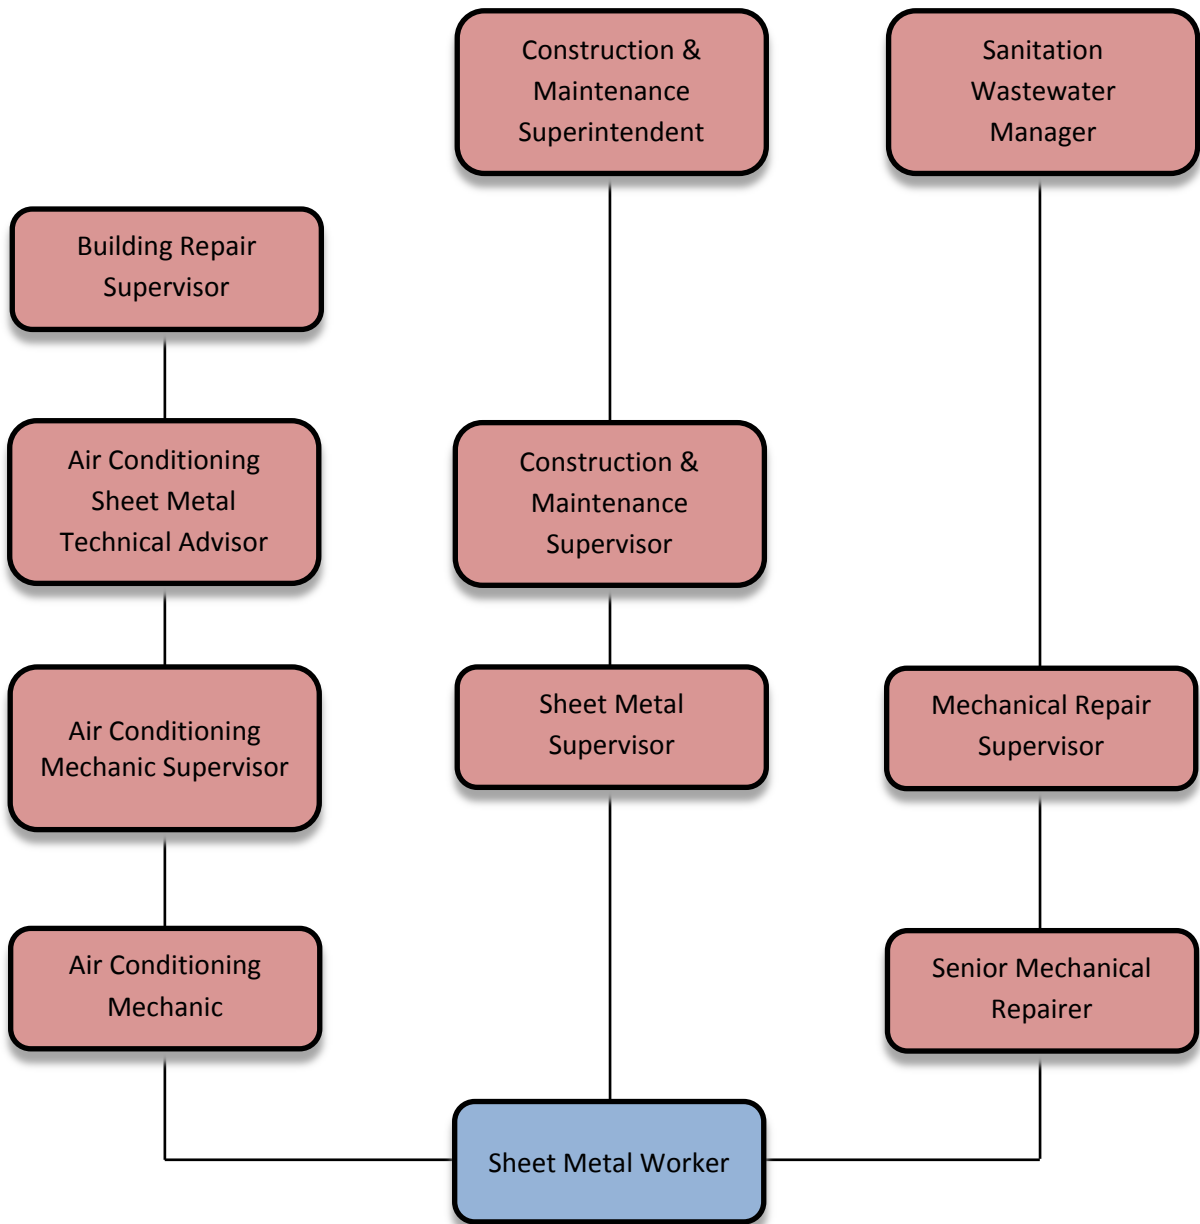 Construction &
Maintenance
Superintendent
Sanitation
Wastewater
Manager
Building Repair
Supervisor
Air Conditioning
Sheet Metal
Technical Advisor
Construction &
Maintenance
Supervisor
Air Conditioning
Mechanic Supervisor
Sheet Metal
Supervisor
Mechanical Repair
Supervisor
Air Conditioning
Mechanic
Senior Mechanical
Repairer
Sheet Metal Worker